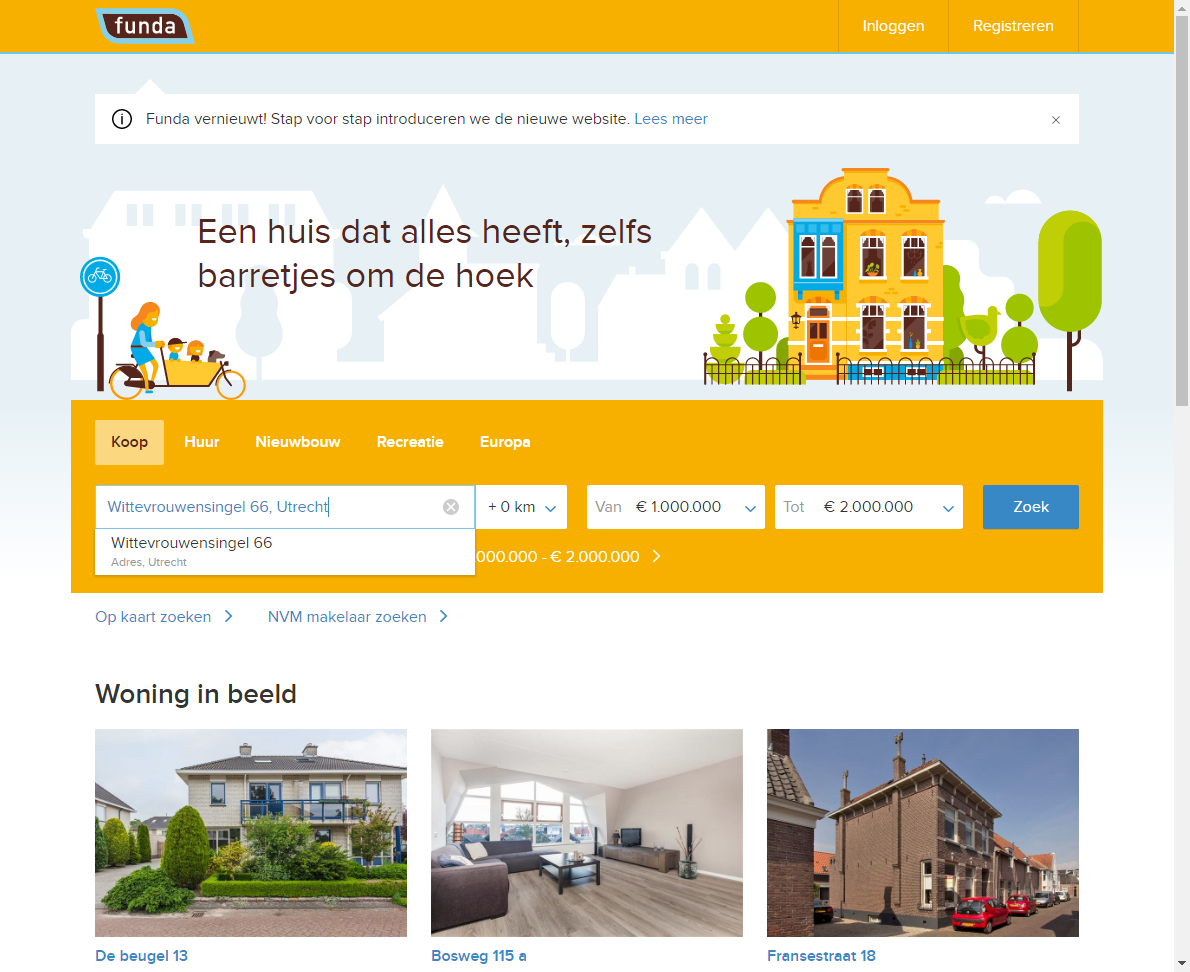 funda
Inloggen
Registreren
Funda vernieuwt! Stap voor stap introduceren we de nieuwe website. Lees meer
Een huis dat alles heeft, zelfs
barretjes om de hoek
Koop
Huur
Nieuwbouw
Recreatie
Europa
Wittevrouwensingel 66, Utrecht
+ 0 km
Van € 1.000.000
Tot € 2.000.000
Zoek
Wittevrouwensingel 66
Adres, Utrecht
000.000 - € 2.000.000
Op kaart zoeken
NVM makelaar zoeken
Woning in beeld
De beugel 13
Bosweg 115 a
Fransestraat 18